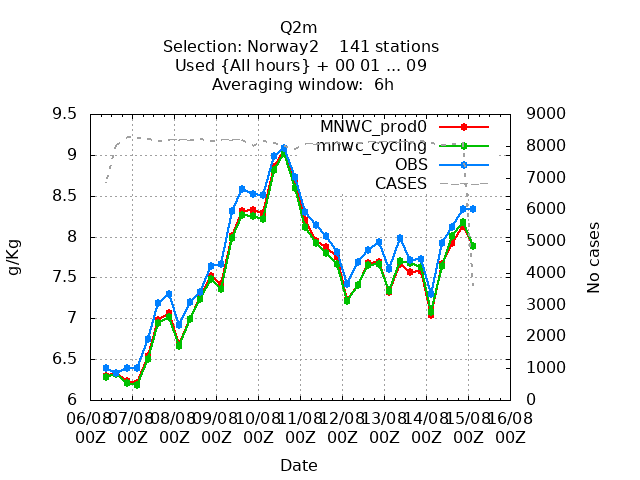 Q2m
Selection: Norway2    141 stations
Used {All hours} + 00 01 ... 09
Averaging window:  6h
9.5
9
8.5
8
7.5
7
6.5
6
g/Kg
9000
8000
7000
6000
5000
4000
3000
2000
1000
0
No cases
MNWC_prod0
mnwc_cycling
OBS
CASES
06/08 07/08 08/08 09/08 10/08 11/08 12/08 13/08 14/08 15/08 16/08
00Z 00Z 00Z 00Z 00Z 00Z 00Z 00Z 00Z 00Z 00Z
Date